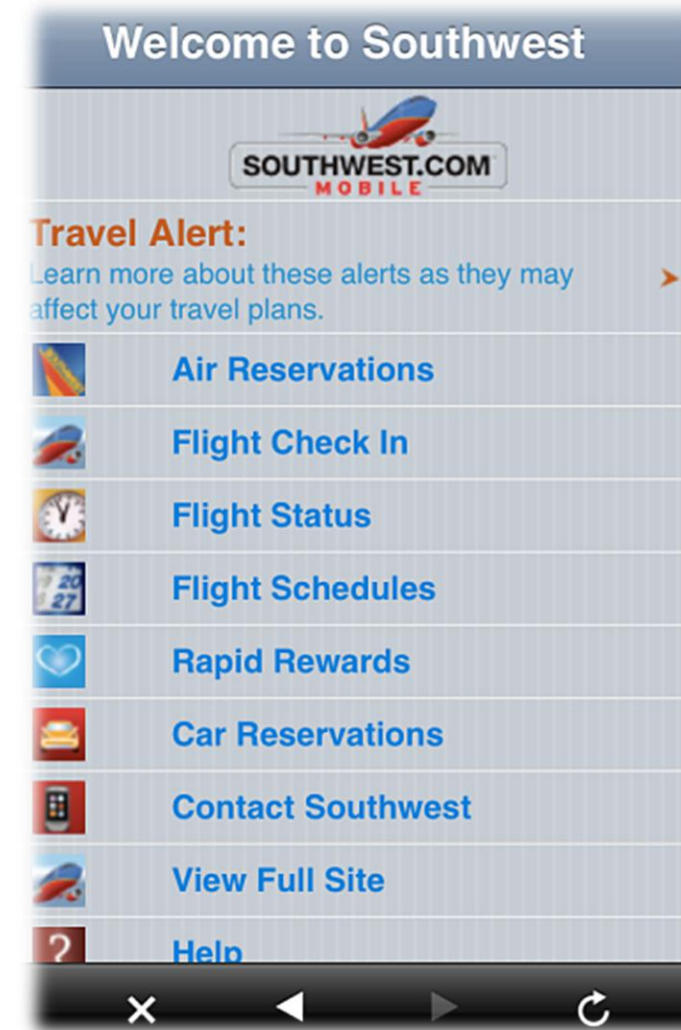 Welcome to Southwest
SOUTHWEST.COM
MOBILE
Travel Alert:
Learn more about these alerts as they may
affect your travel plans.
Air Reservations
Flight Check In
Flight Status
20
27
Flight Schedules
Rapid Rewards
Car Reservations
Contact Southwest
View Full Site
?
Help